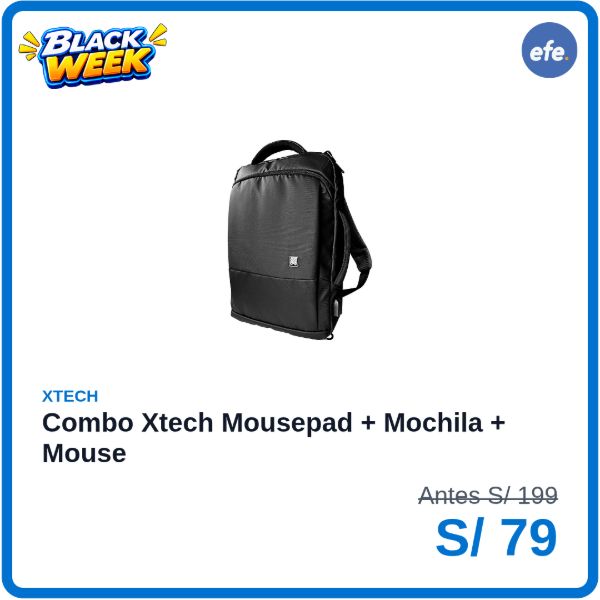 BLACK
WEEK
efe.
XTECH
Combo Xtech Mousepad + Mochila +
Mouse
Antes S/ 199
S/ 79